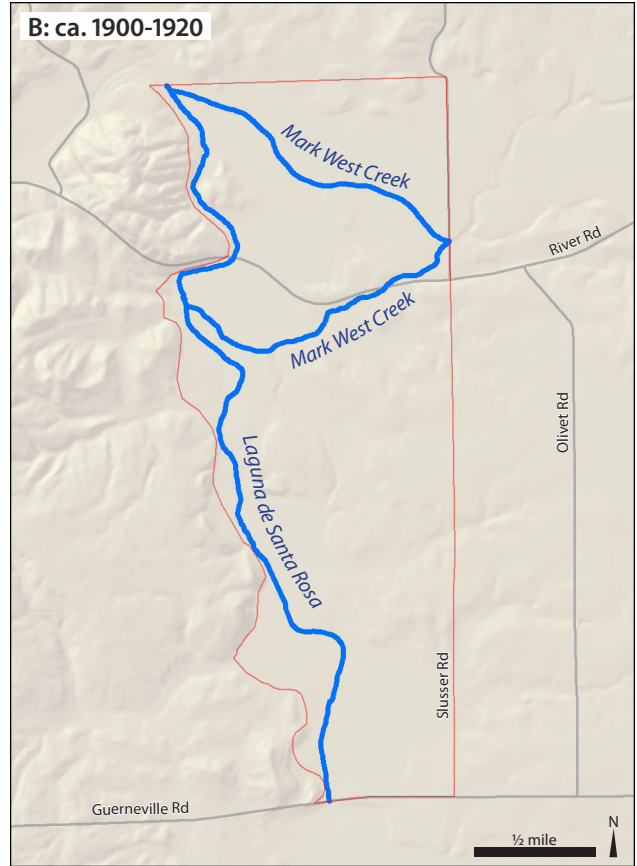 B: ca. 1900-1920
Mark West Creek
River Rd
Mark West Creek
Olivet Rd
Laguna de Santa Rosa
Slusser Rd
Guerneville Rd
½ mile
N